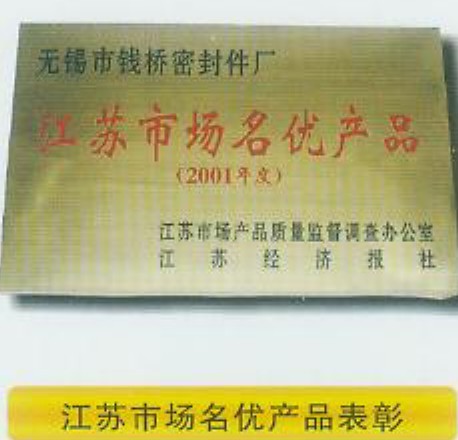 无锡市钱桥密封件厂
江苏市场名优产品
(2001年度)
江苏市场产品质量监督调查办公室
江苏经济报社
江苏市场名优产品表彰